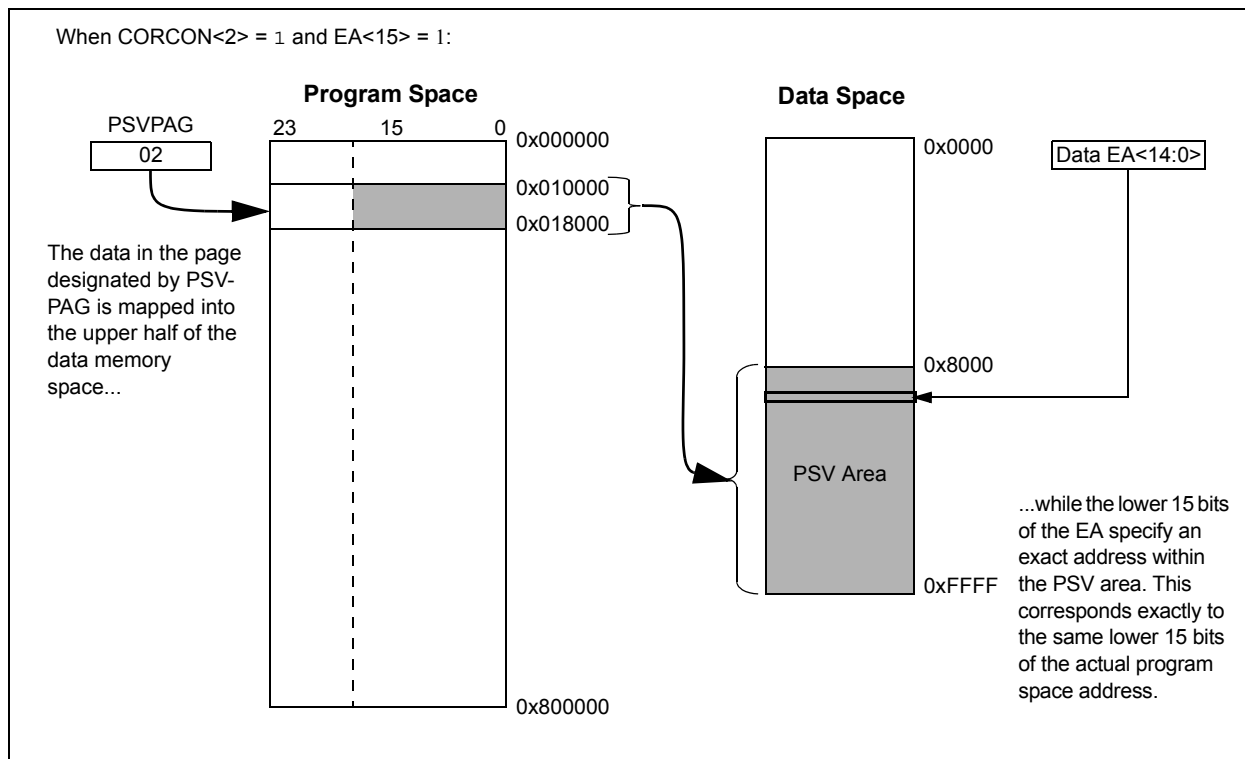 When CORCON<2> = 1 and EA<15> = 1:
Program Space
Data Space
PSVPAG
02
23
15
0
0x000000
0x010000
0x018000
0x800000
The data in the page
designated by PSV-
PAG is mapped into
the upper half of the
data memory
space...
0x0000
0x8000
0xFFFF
PSV Area
Data EA<14:0>
...while the lower 15 bits
of the EA specify an
exact address within
the PSV area. This
corresponds exactly to
the same lower 15 bits
of the actual program
space address.